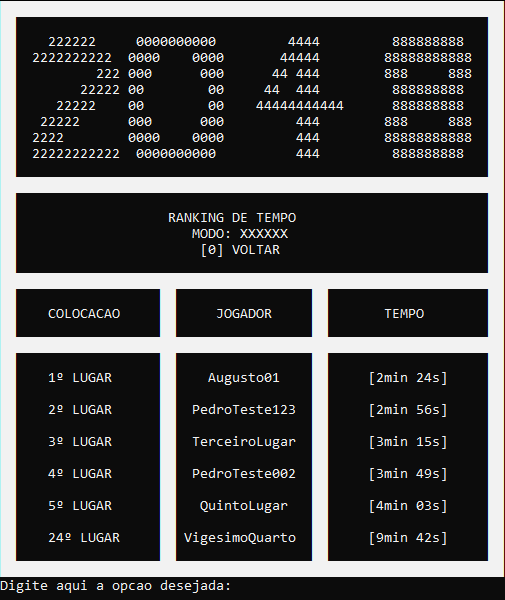 222222     0000000000         4444         888888888
2222222222  0000    0000       44444        88888888888
222 000      000      44 444        888     888
22222 00        00     44  444         888888888
22222    00        00    44444444444      888888888
22222      000      000         444        888     888
2222        0000    0000         444        88888888888
22222222222  0000000000          444         888888888
RANKING DE TEMPO
MODO: XXXXXX
[0] VOLTAR
COLOCACAO JOGADOR TEMPO
1º LUGAR Augusto01 [2min 24s]
2º LUGAR PedroTeste123 [2min 56s]
3º LUGAR TerceiroLugar [3min 15s]
4º LUGAR PedroTeste002 [3min 49s]
5º LUGAR QuintoLugar [4min 03s]
24º LUGAR VigesimoQuarto [9min 42s]
Digite aqui a opcao desejada: